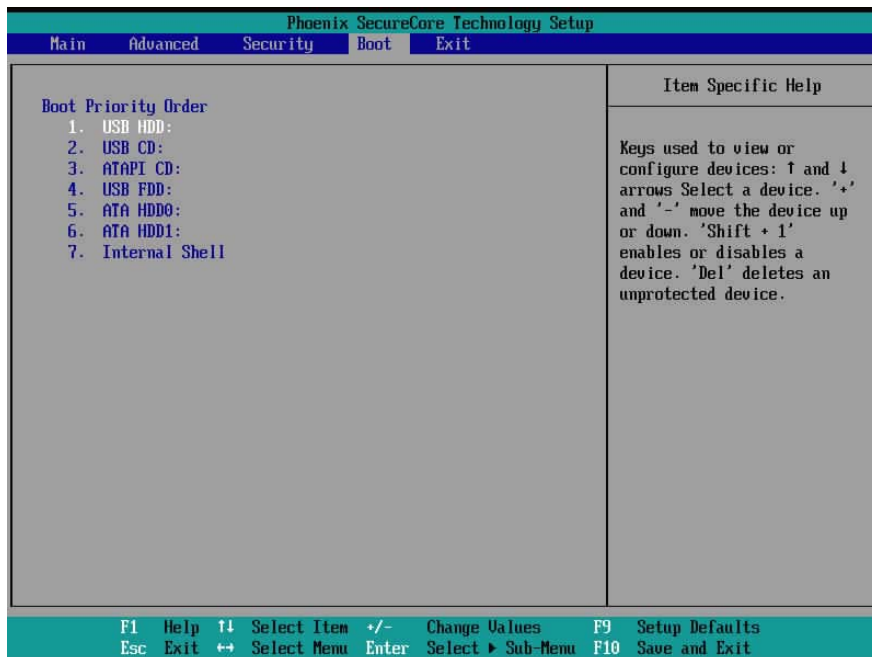 Phoenix SecureCore Technology Setup
Main Advanced Security Boot Exit
Boot Priority Order
1. USB HDD:
2. USB CD:
3. ATAPI CD:
4. USB FDD:
5. ATA HDD0:
6. ATA HDD1:
7. Internal Shell
Item Specific Help
Keys used to view or
configure devices: ↑ and ↓
arrows Select a device. '+'
and '-' move the device up
or down. 'Shift + 1'
enables or disables a
device. 'Del' deletes an
unprotected device.
F1 Help ↑↓ Select Item +/- Change Values F9 Setup Defaults
Esc Exit ↔ Select Menu Enter Select ▶ Sub-Menu F10 Save and Exit